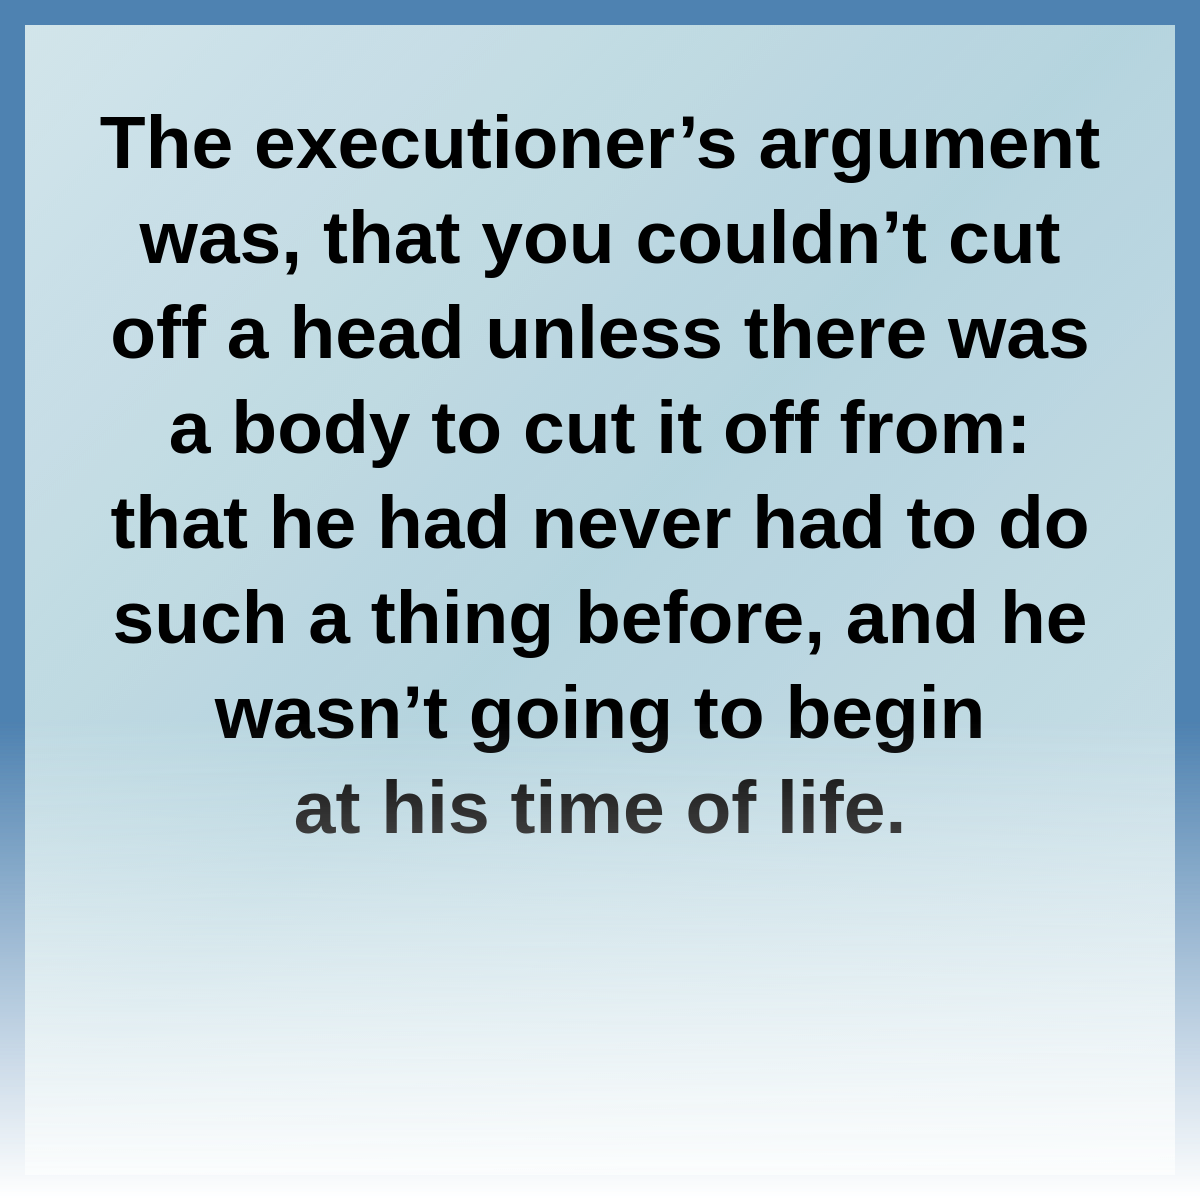 The executioner’s argument
was, that you couldn’t cut
off a head unless there was
a body to cut it off from:
that he had never had to do
such a thing before, and he
wasn’t going to begin
at his time of life.